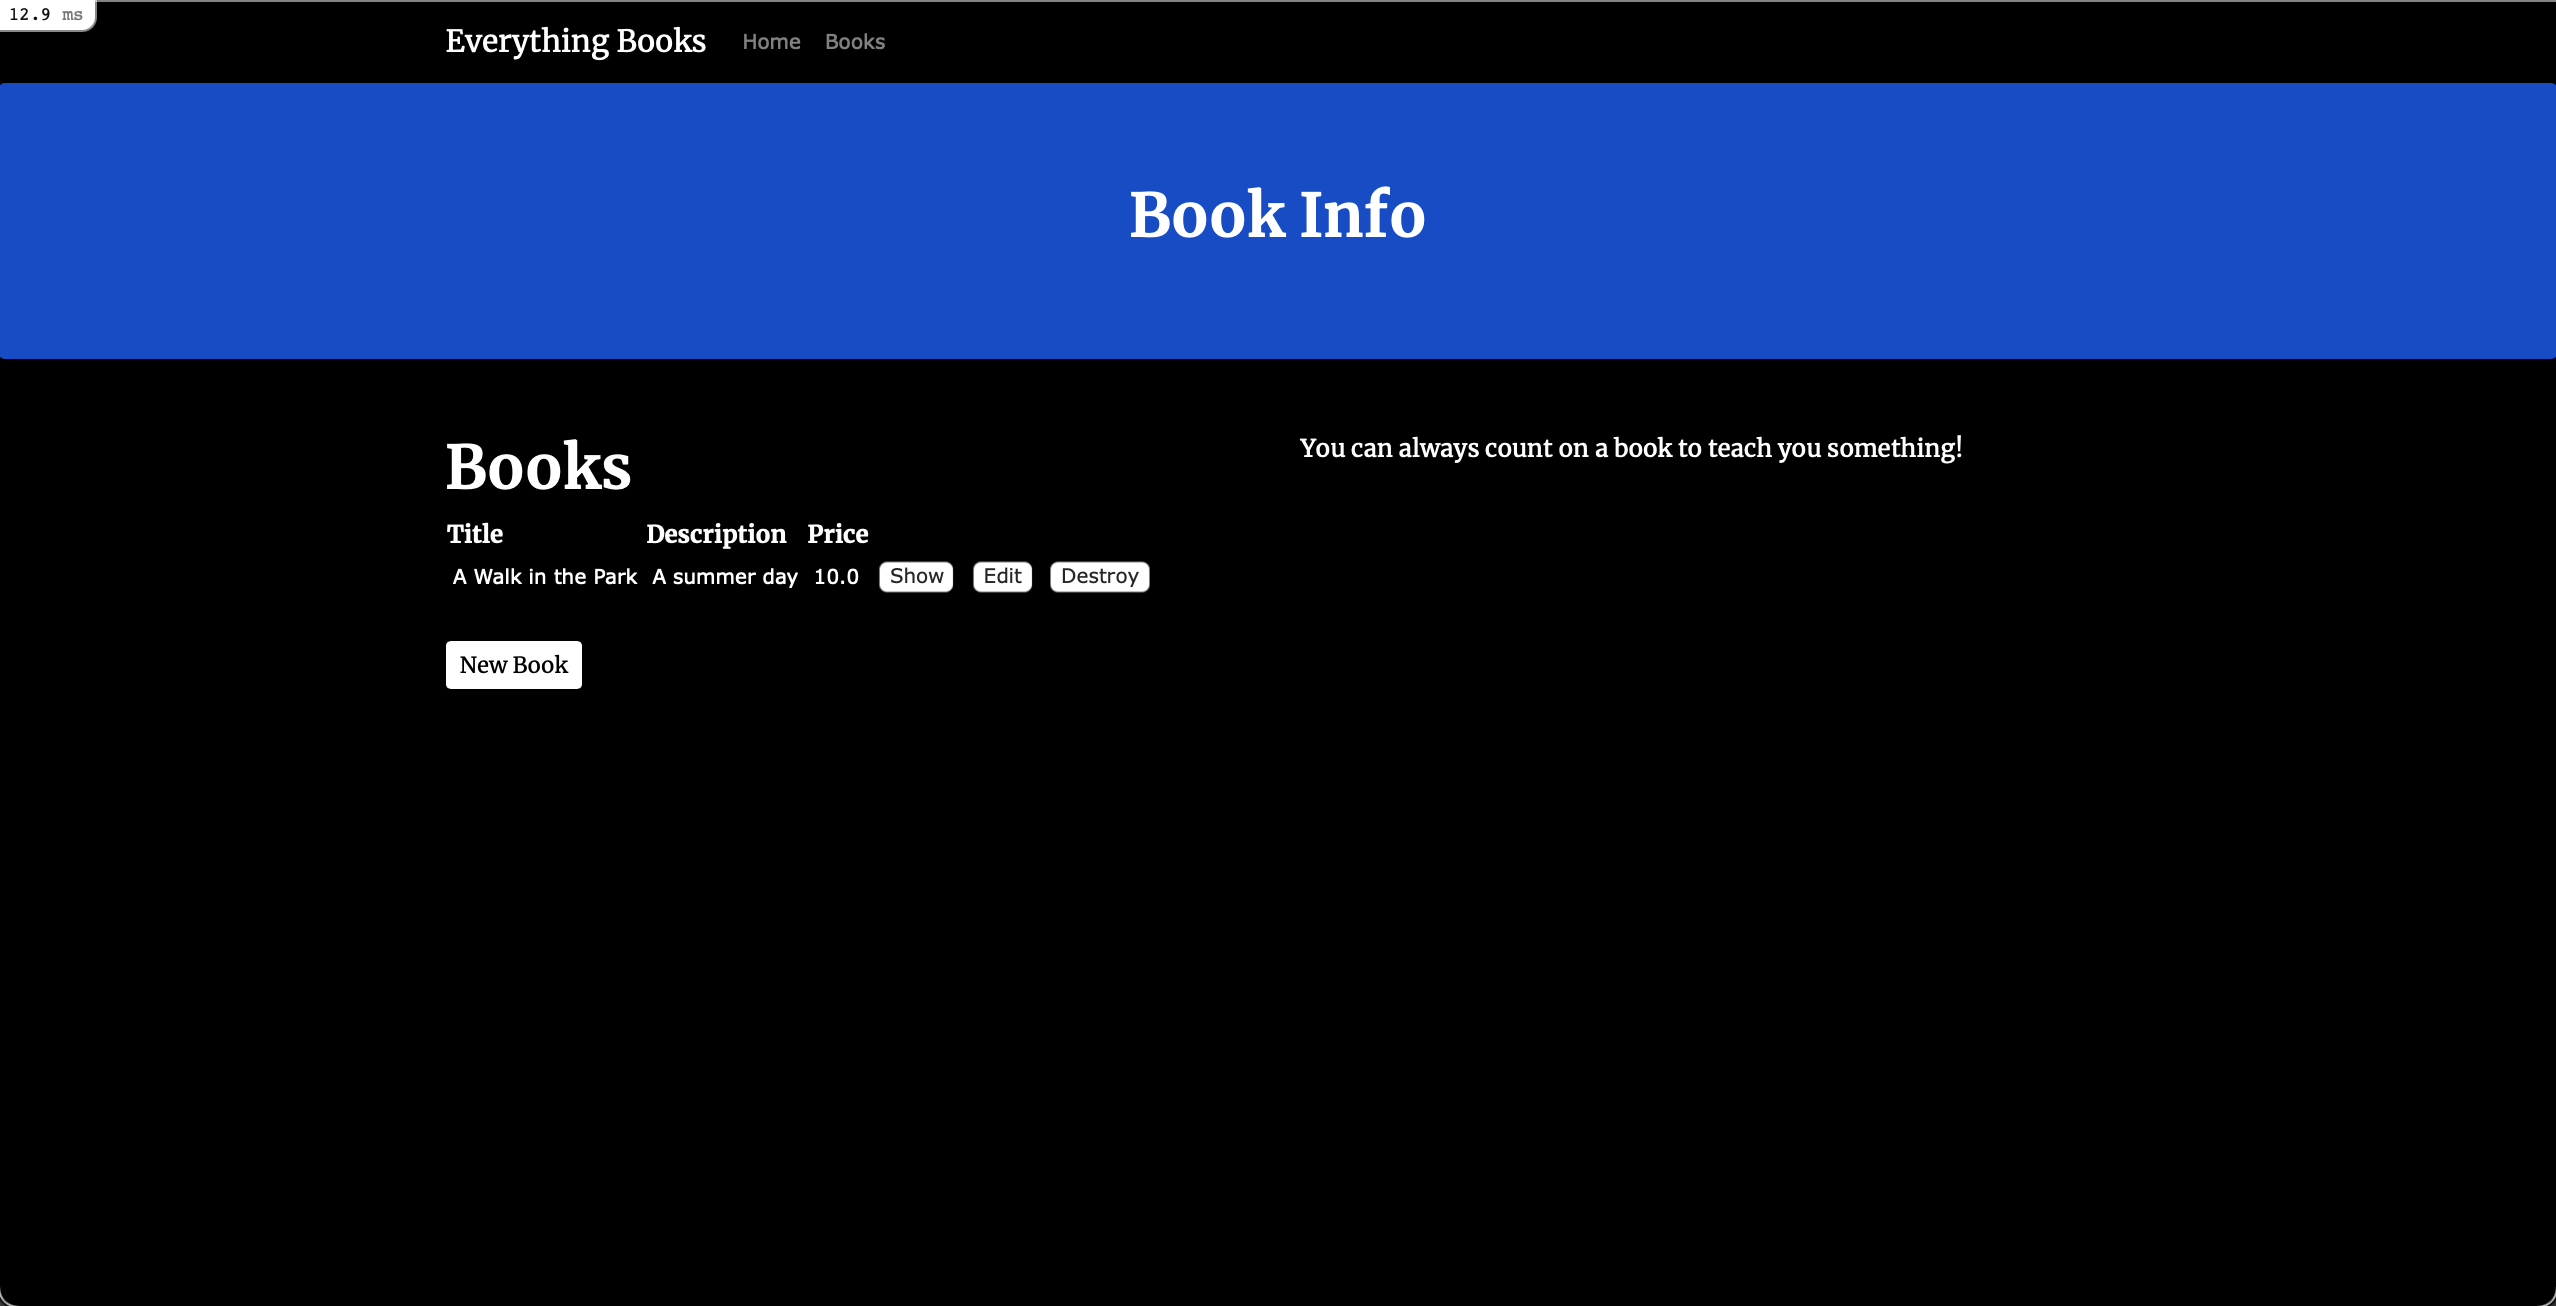 12.9 ms
Everything Books Home Books
Book Info
Books
You can always count on a book to teach you something!
Title Description Price
A Walk in the Park A summer day 10.0 Show Edit Destroy
New Book